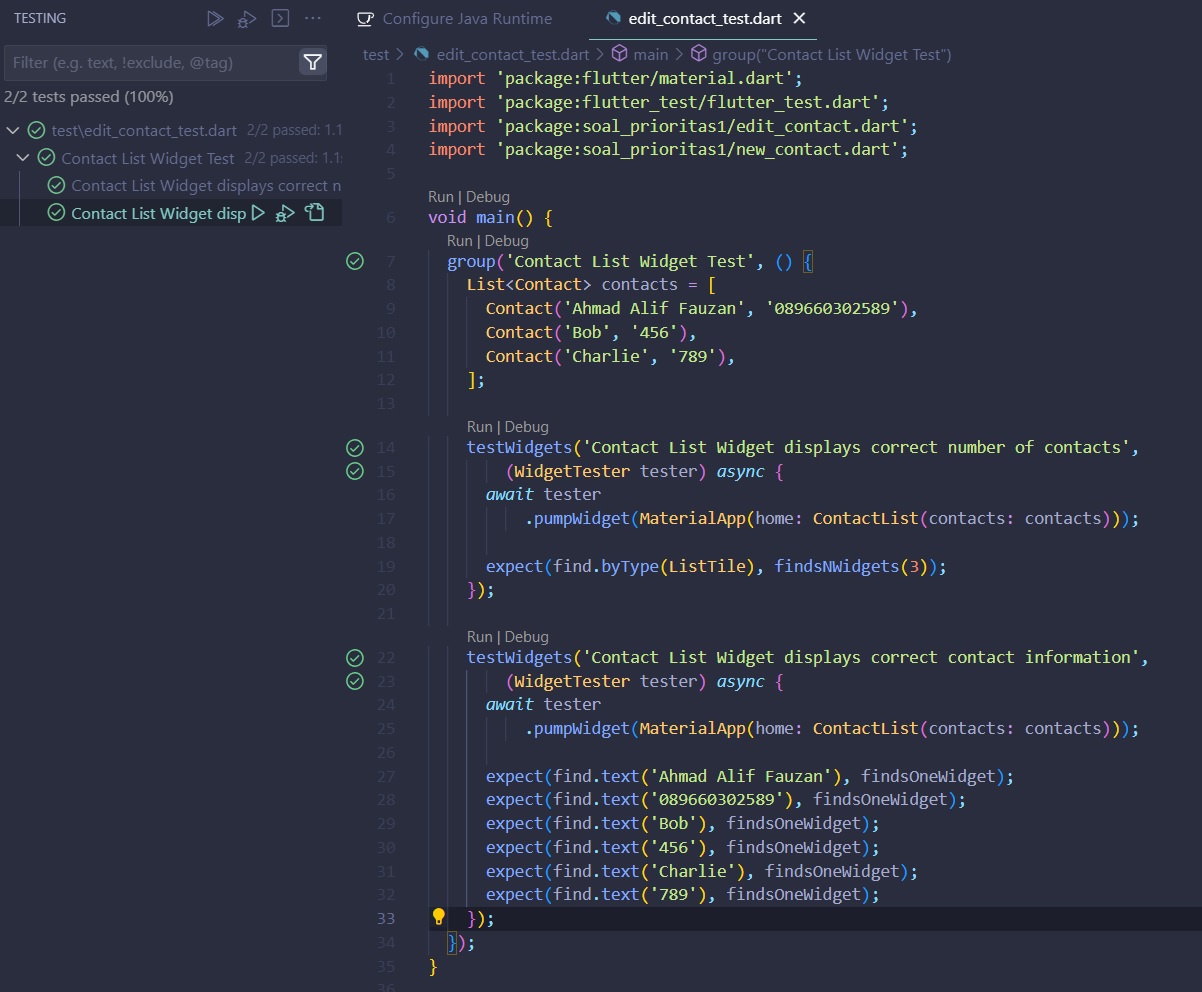 TESTING
Filter (e.g. text, !exclude, @tag)
2/2 tests passed (100%)
test\edit_contact_test.dart 2/2 passed: 1.1
Contact List Widget Test 2/2 passed: 1.1
Contact List Widget displays correct n
Contact List Widget disp
Configure Java Runtime
edit_contact_test.dart
test > edit_contact_test.dart > main > group("Contact List Widget Test")
1 import 'package:flutter/material.dart';
2 import 'package:flutter_test/flutter_test.dart';
3 import 'package:soal_prioritas1/edit_contact.dart';
4 import 'package:soal_prioritas1/new_contact.dart';
5
Run | Debug
6 void main() {
Run | Debug
7 group('Contact List Widget Test', () {
8 List<Contact> contacts = [
9 Contact('Ahmad Alif Fauzan', '089660302589'),
10 Contact('Bob', '456'),
11 Contact('Charlie', '789'),
12 ];
13
Run | Debug
14 testWidgets('Contact List Widget displays correct number of contacts',
15 (WidgetTester tester) async {
16 await tester
17 .pumpWidget(MaterialApp(home: ContactList(contacts: contacts)));
18
19 expect(find.byType(ListTile), findsNWidgets(3));
20 });
21
Run | Debug
22 testWidgets('Contact List Widget displays correct contact information',
23 (WidgetTester tester) async {
24 await tester
25 .pumpWidget(MaterialApp(home: ContactList(contacts: contacts)));
26
27 expect(find.text('Ahmad Alif Fauzan'), findsOneWidget);
28 expect(find.text('089660302589'), findsOneWidget);
29 expect(find.text('Bob'), findsOneWidget);
30 expect(find.text('456'), findsOneWidget);
31 expect(find.text('Charlie'), findsOneWidget);
32 expect(find.text('789'), findsOneWidget);
33 });
34 });
35 }
36